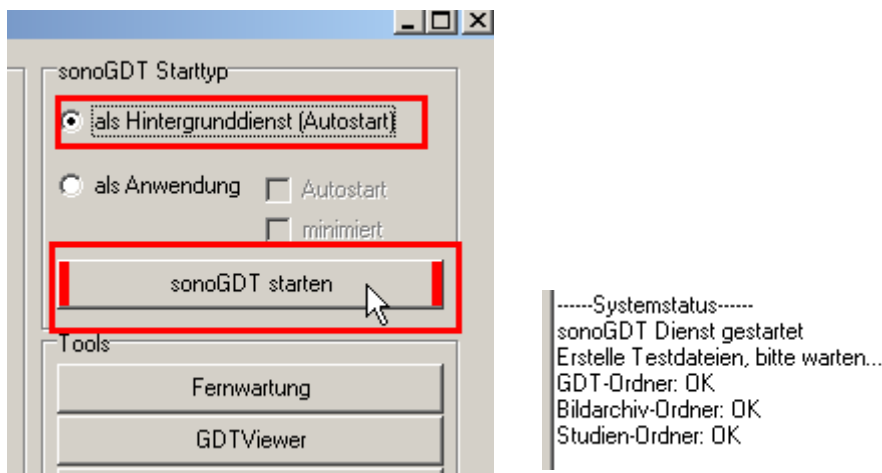 sonoGDT Starttyp
als Hintergrunddienst (Autostart)
als Anwendung Autostart
minimiert
sonoGDT starten
Tools
Fernwartung
GDTViewer
------Systemstatus------
sonoGDT Dienst gestartet
Erstelle Testdateien, bitte warten...
GDT-Ordner: OK
Bildarchiv-Ordner: OK
Studien-Ordner: OK